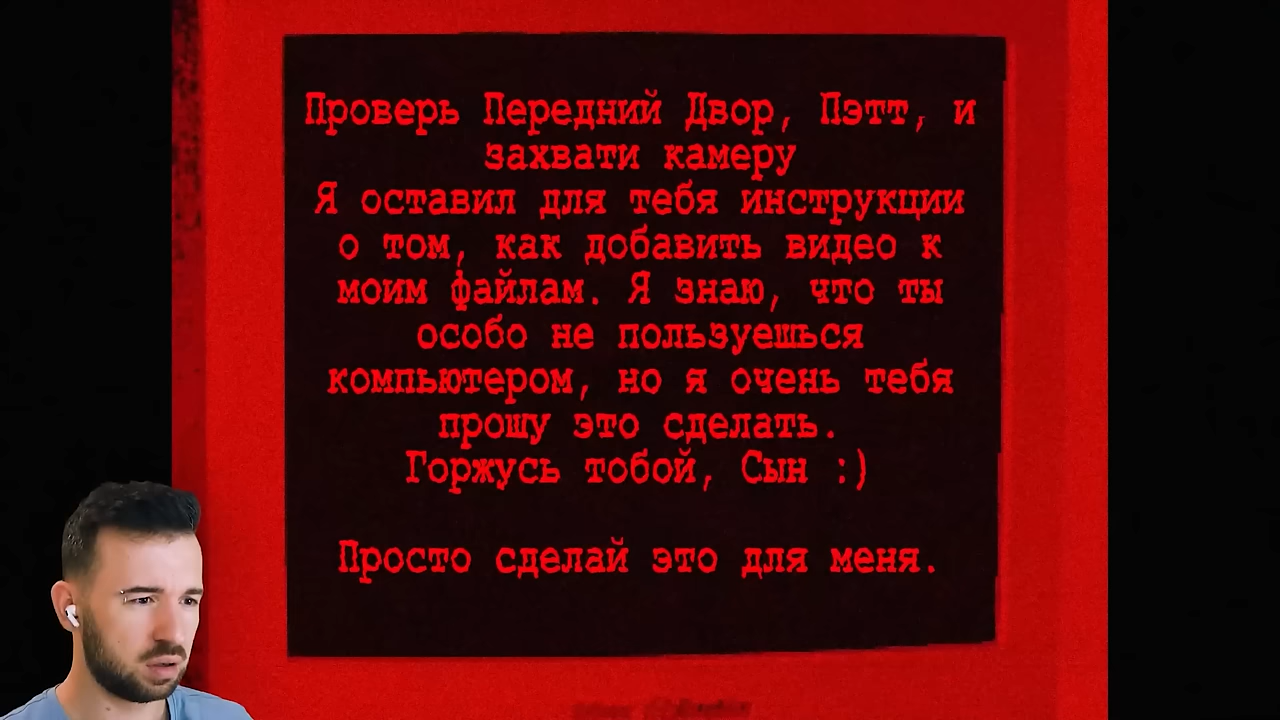 Проверь Передний Двор, Пэтт, и
захвати камеру
Я оставил для тебя инструкции
о том, как добавить видео к
моим файлам. Я знаю, что ты
особо не пользуешься
компьютером, но я очень тебя
прошу это сделать.
Горжусь тобой, Сын :)
Просто сделай это для меня.